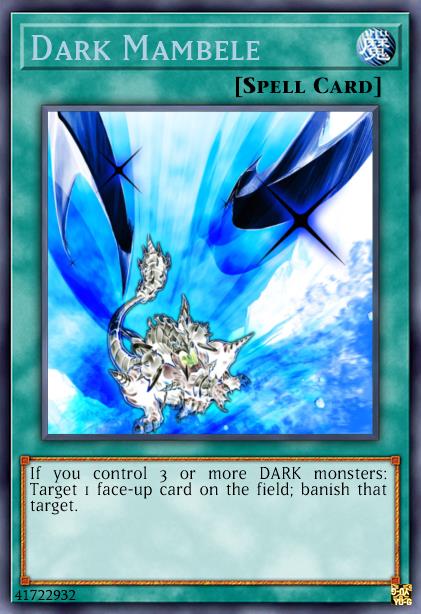 DARK MAMBELE
魔
[SPELL CARD]
If you control 3 or more DARK monsters:
Target 1 face-up card on the field; banish that
target.
41722932